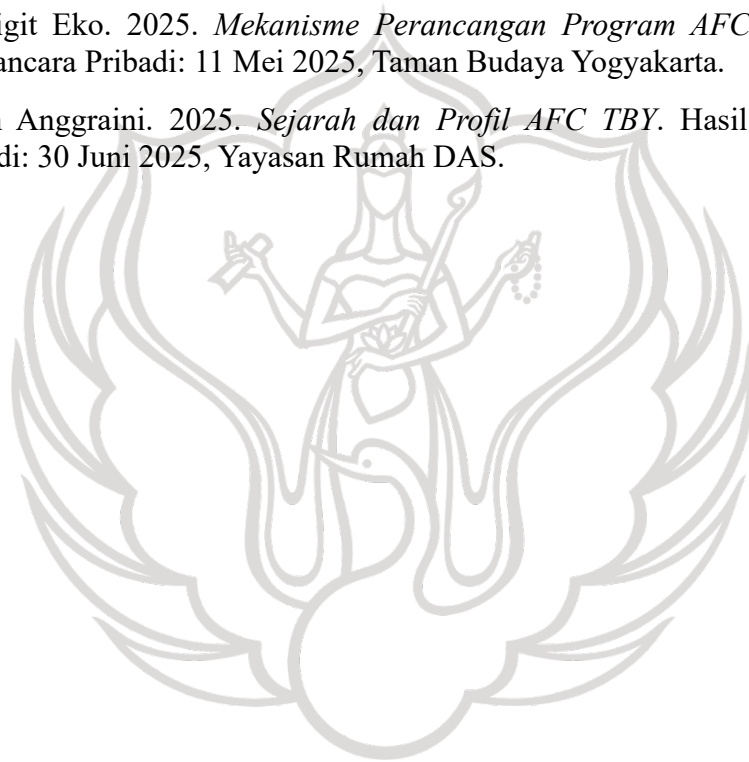 igit Eko. 2025. Mekanisme Perancangan Program AFC
ancara Pribadi: 11 Mei 2025, Taman Budaya Yogyakarta.
Anggraini. 2025. Sejarah dan Profil AFC TBY. Hasil
di: 30 Juni 2025, Yayasan Rumah DAS.